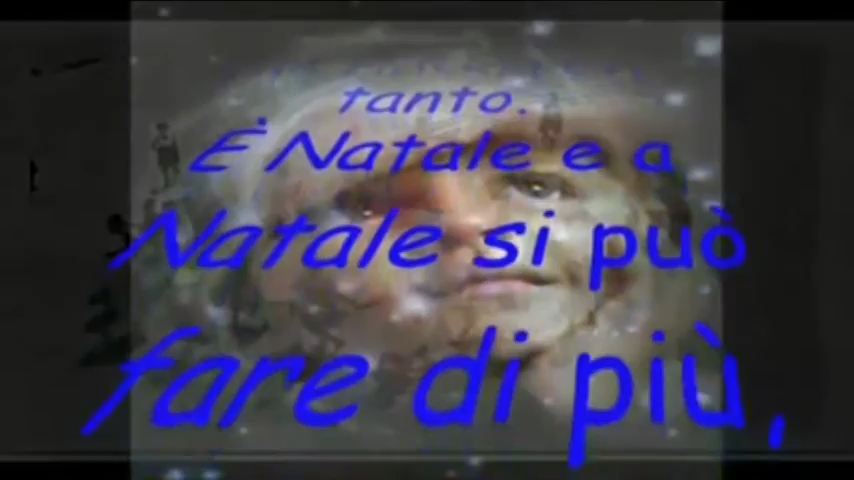 tanto.
È Natale e a
Natale si può
fare di più,